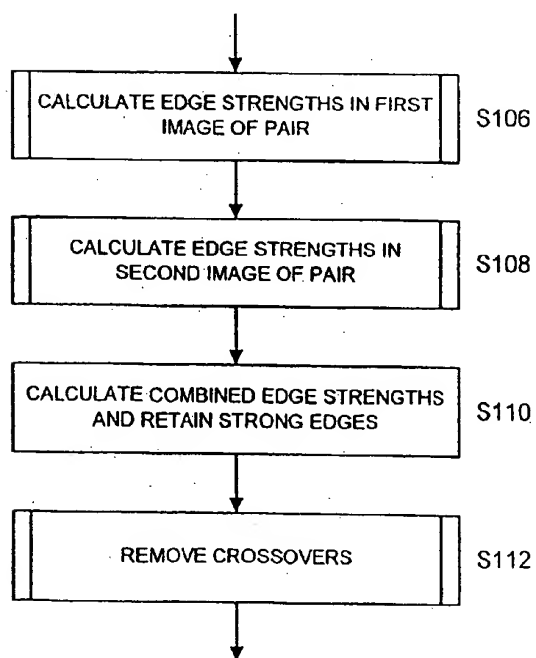 CALCULATE EDGE STRENGTHS IN FIRST
IMAGE OF PAIR
S106
CALCULATE EDGE STRENGTHS IN
SECOND IMAGE OF PAIR
S108
CALCULATE COMBINED EDGE STRENGTHS
AND RETAIN STRONG EDGES
S110
REMOVE CROSSOVERS
S112